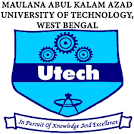 MAULANA ABUL KALAM AZAD
UNIVERSITY OF TECHNOLOGY,
WEST BENGAL
Utech
In Pursuit Of Knowledge And Excellence